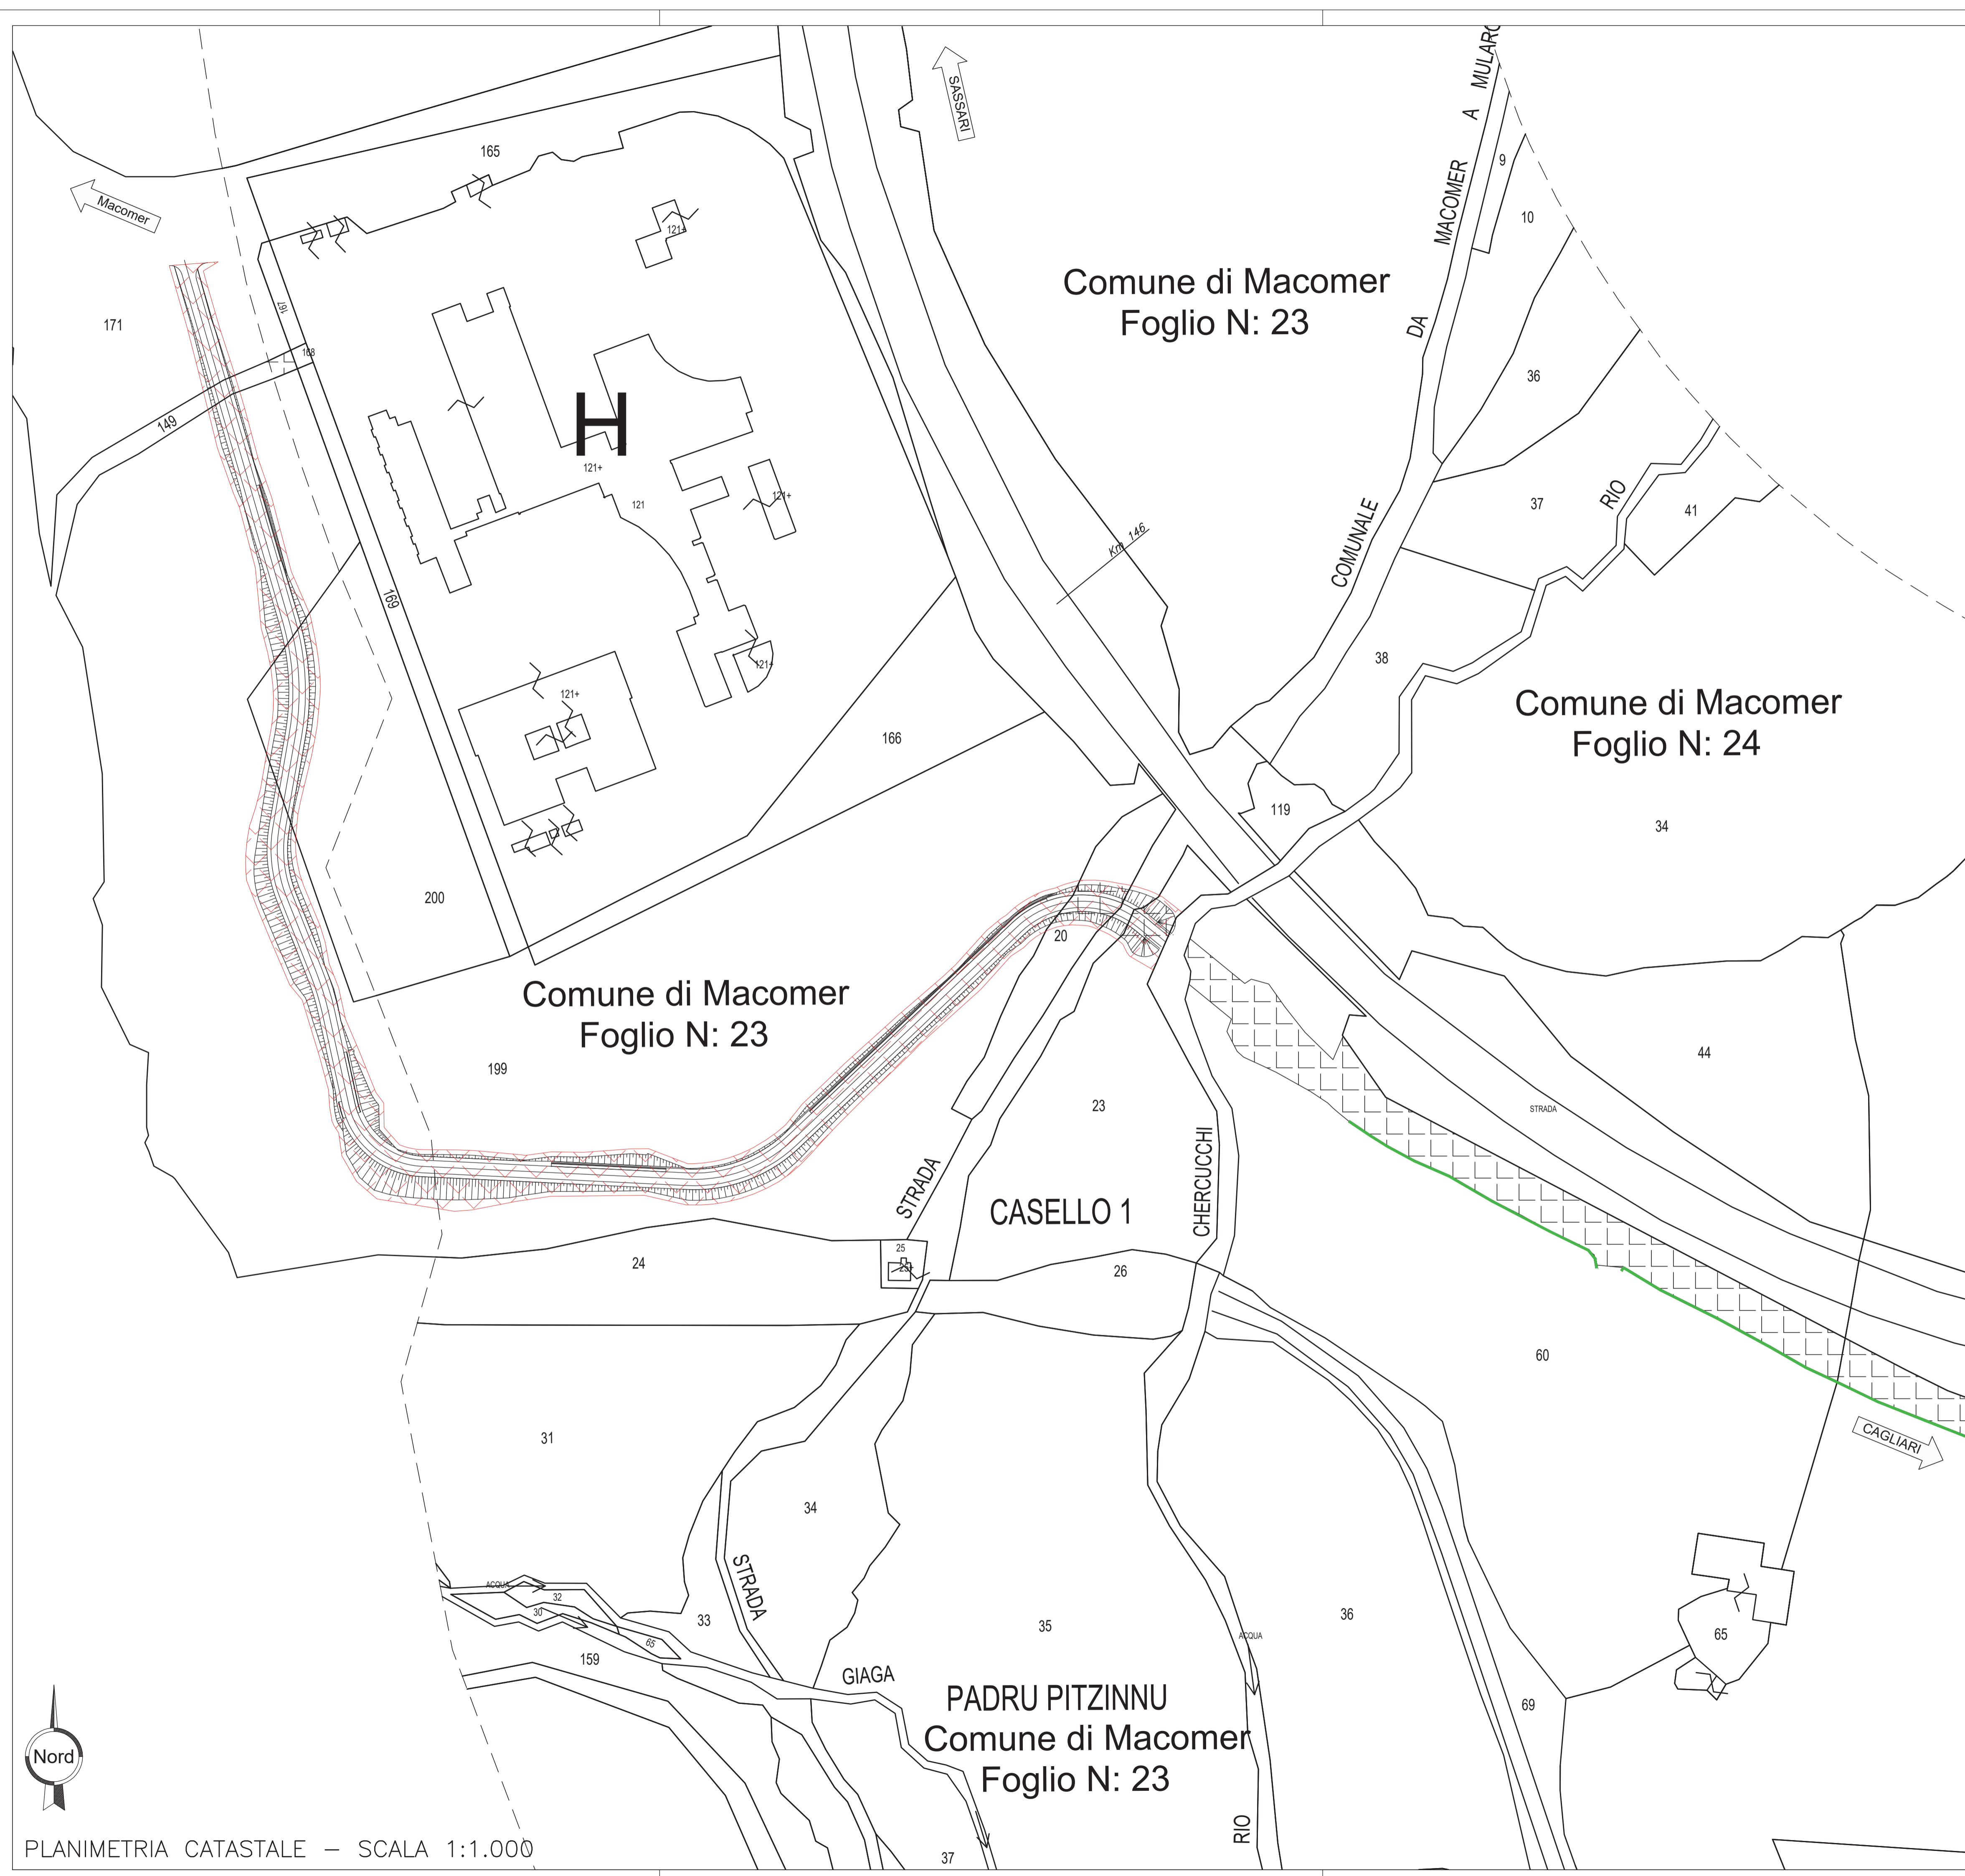 A MULARG
SASSARI
165
9
Macomer
MACOMER
10
121+
Comune di Macomer
Foglio N: 23
167
171
DA
168
36
149
H
121+
121
121+
Km 146
37
RIO
41
COMUNALE
169
38
121+
121+
Comune di Macomer
Foglio N: 24
166
119
34
200
20
Comune di Macomer
Foglio N: 23
199
44
23
STRADA
STRADA
CHERCUCCHI
CASELLO 1
25
25+
24
26
60
31
CAGLIARI
34
ACQUA
32
30
STRADA
33
65
35
36
ACQUA
65
159
GIAGA
PADRU PITZINNU
69
Comune di Macomer
Foglio N: 23
Nord
RIO
37
PLANIMETRIA CATASTALE – SCALA 1:1.000